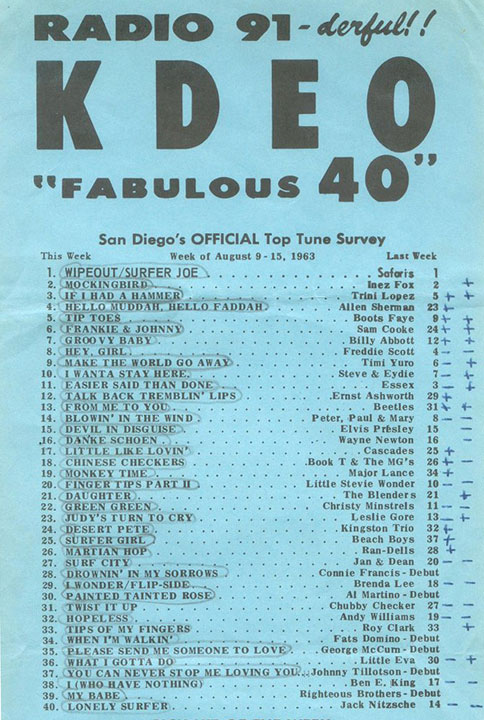 RADIO 91-derful!!
KDEO
"FABULOUS 40"
San Diego's OFFICIAL Top Tune Survey
This Week Week of August 9-15, 1963 Last Week
1. WIPEOUT/SURFER JOE Safaris 1
2. MOCKINGBIRD Inez Fox 2
3. IF I HAD A HAMMER Trini Lopez 5
4. HELLO MUDDAH, HELLO FADDAH Allen Sherman 23
5. TIP TOES Boots Faye 9
6. FRANKIE & JOHNNY Sam Cooke 24
7. GROOVY BABY Billy Abbott 12
8. HEY, GIRL Freddie Scott 4
9. MAKE THE WORLD GO AWAY Timi Yuro 6
10. I WANTA STAY HERE Steve & Eydie 7
11. EASIER SAID THAN DONE Essex 3
12. TALK BACK TREMBLIN' LIPS Ernst Ashworth 29
13. FROM ME TO YOU Beetles 31
14. BLOWIN' IN THE WIND Peter, Paul & Mary 8
15. DEVIL IN DISGUISE Elvis Presley 15
16. DANKE SCHOEN Wayne Newton 16
17. LITTLE LIKE LOVIN' Cascades 25
18. CHINESE CHECKERS Book T & The MG's 26
19. MONKEY TIME Major Lance 34
20. FINGER TIPS PART II Little Stevie Wonder 10
21. DAUGHTER The Blenders 21
22. GREEN GREEN Christy Minstrels 11
23. JUDY'S TURN TO CRY Leslie Gore 13
24. DESERT PETE Kingston Trio 32
25. SURFER GIRL Beach Boys 37
26. MARTIAN HOP Ran-Dells 28
27. SURF CITY Jan & Dean 20
28. DROWNIN' IN MY SORROWS Connie Francis - Debut
29. I WONDER/FLIP-SIDE Brenda Lee 18
30. PAINTED TAINTED ROSE Al Martino - Debut
31. TWIST IT UP Chubby Checker 27
32. HOPELESS Andy Williams 19
33. TIPS OF MY FINGERS Roy Clark 33
34. WHEN I'M WALKIN' Fats Domino - Debut
35. PLEASE SEND ME SOMEONE TO LOVE George McCurn - Debut
36. WHAT I GOTTA DO Little Eva 30
37. YOU CAN NEVER STOP ME LOVING YOU Johnny Tillotson - Debut
38. I (WHO HAVE NOTHING) Ben E. King 17
39. MY BABE Righteous Brothers - Debut
40. LONELY SURFER Jack Nitzsche 14